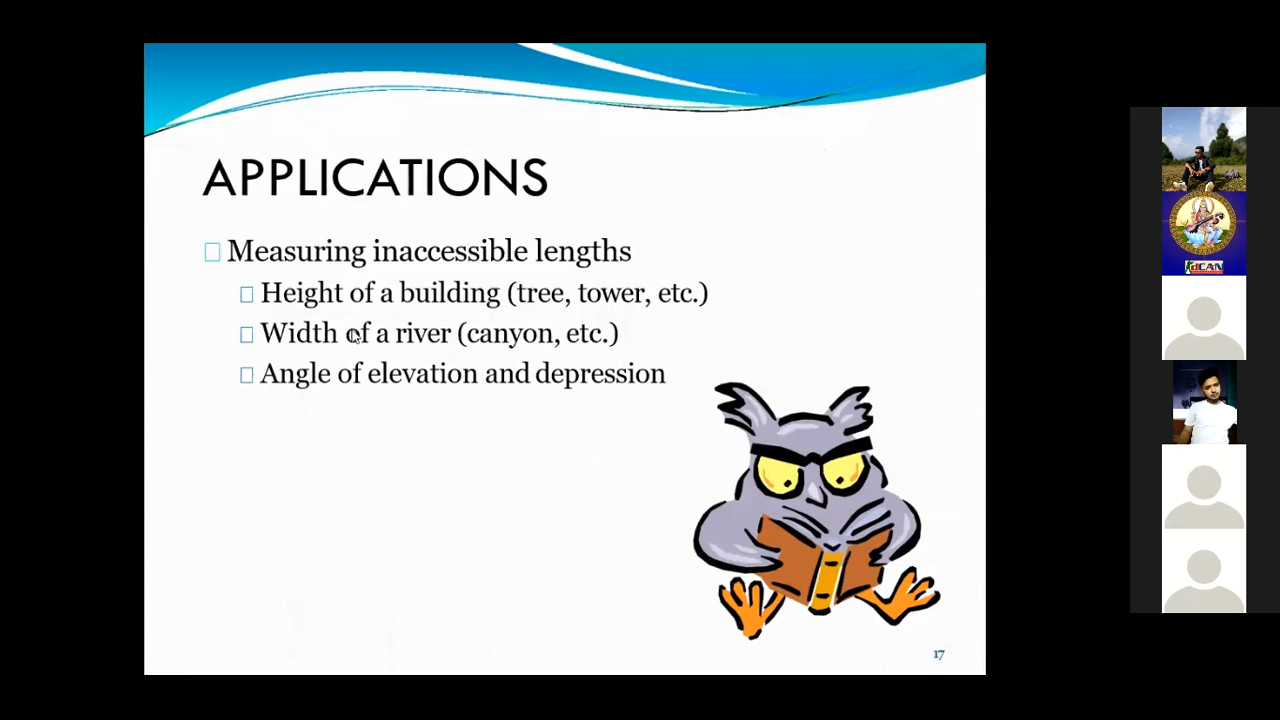 APPLICATIONS
Measuring inaccessible lengths
Height of a building (tree, tower, etc.)
Width of a river (canyon, etc.)
Angle of elevation and depression
17